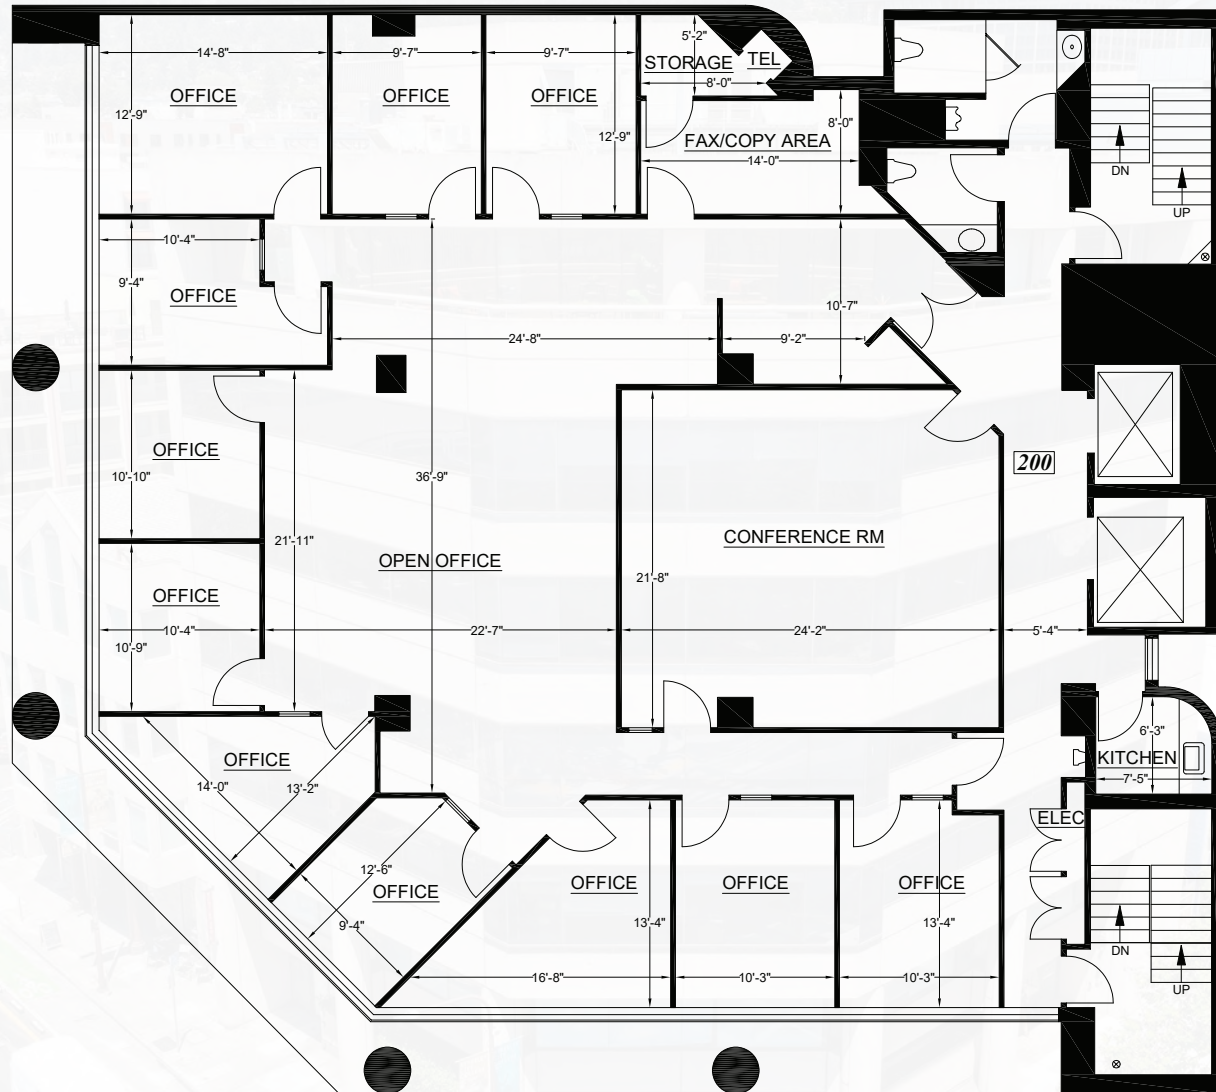 14'-8"
9'-7"
9'-7"
5'-2"
STORAGE
TEL
8'-0"
OFFICE
OFFICE
OFFICE
12'-9"
12'-9"
8'-0"
FAX/COPY AREA
14'-0"
DN
UP
10'-4"
9'-4"
OFFICE
10'-7"
24'-8"
9'-2"
OFFICE
10'-10"
36'-9"
200
21'-11"
CONFERENCE RM
OPEN OFFICE
21'-8"
OFFICE
10'-4"
22'-7"
24'-2"
5'-4"
10'-9"
6'-3"
OFFICE
KITCHEN
14'-0"
13'-2"
7'-5"
ELEC
12'-6"
OFFICE
OFFICE
OFFICE
OFFICE
9'-4"
13'-4"
13'-4"
DN
16'-8"
10'-3"
10'-3"
UP